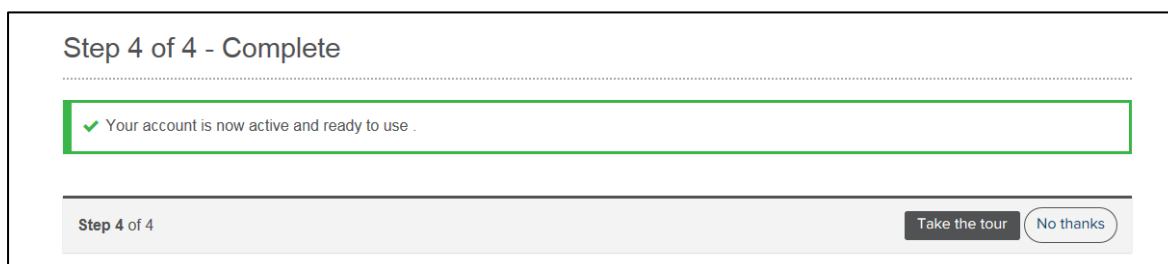 Step 4 of 4 - Complete
Your account is now active and ready to use .
Step 4 of 4
Take the tour
No thanks